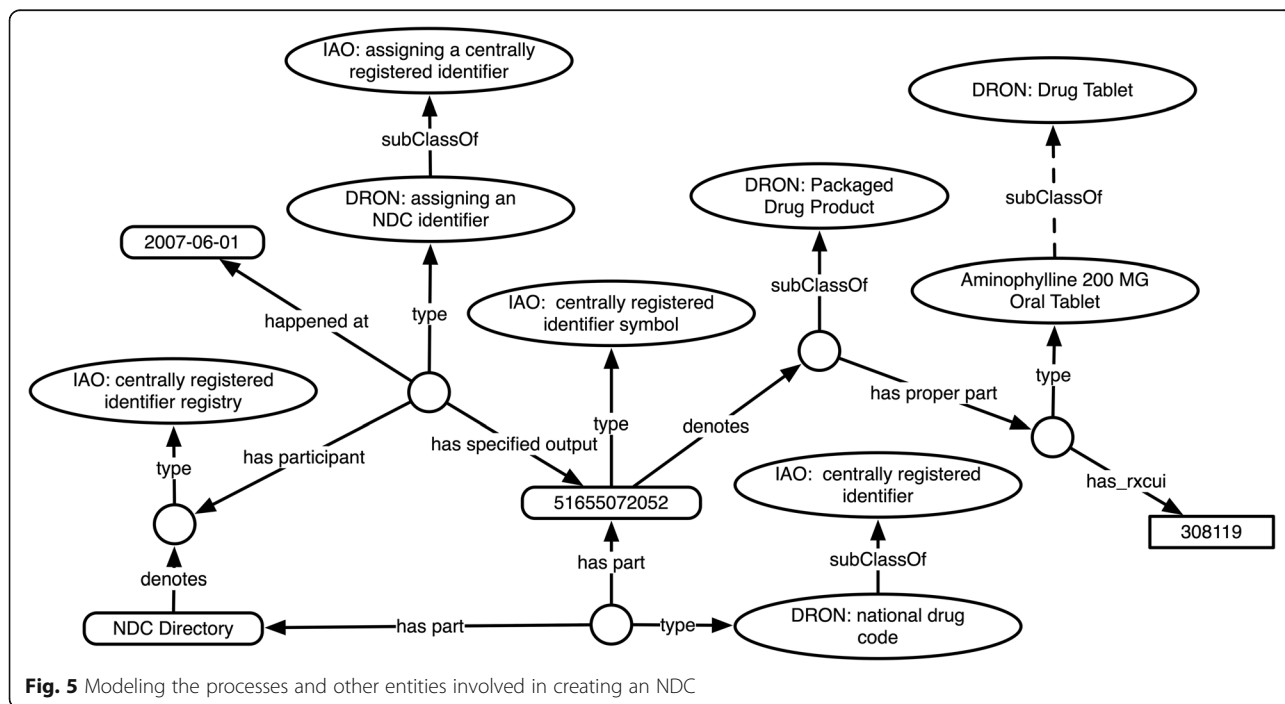 IAO: assigning a centrally
registered identifier
subClassOf
DRON: assigning an
NDC identifier
2007-06-01
happened at
type
IAO: centrally registered
identifier symbol
DRON: Packaged
Drug Product
subClassOf
DRON: Drug Tablet
subClassOf
Aminophylline 200 MG
Oral Tablet
type
has proper part
has_rxcui
308119
IAO: centrally registered
identifier registry
type
has participant
has specified output
type
denotes
51655072052
IAO: centrally registered
identifier
subClassOf
has part
denotes
NDC Directory
has part
type
DRON: national drug
code
Fig. 5 Modeling the processes and other entities involved in creating an NDC